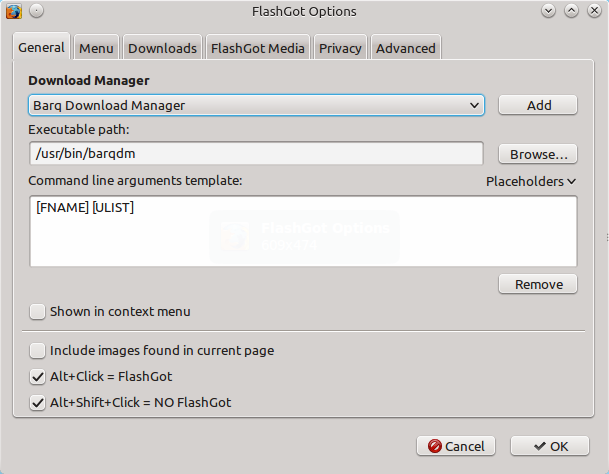 FlashGot Options
General Menu Downloads FlashGot Media Privacy Advanced
Download Manager
Barq Download Manager Add
Executable path:
/usr/bin/barqdm Browse...
Command line arguments template: Placeholders
[FNAME] [ULIST]
FlashGot Options
Remove
Shown in context menu
Include images found in current page
Alt+Click = FlashGot
Alt+Shift+Click = NO FlashGot
Cancel OK